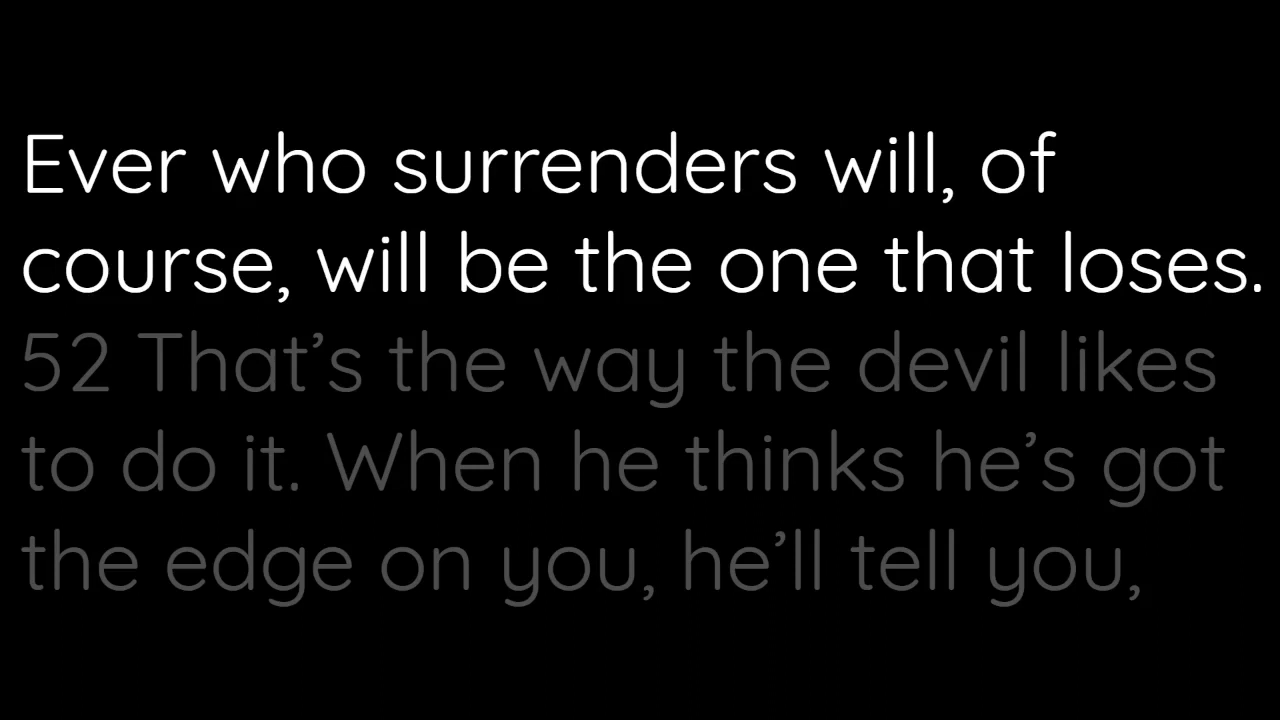 Ever who surrenders will, of
course, will be the one that loses.
52 That’s the way the devil likes
to do it. When he thinks he’s got
the edge on you, he’ll tell you,